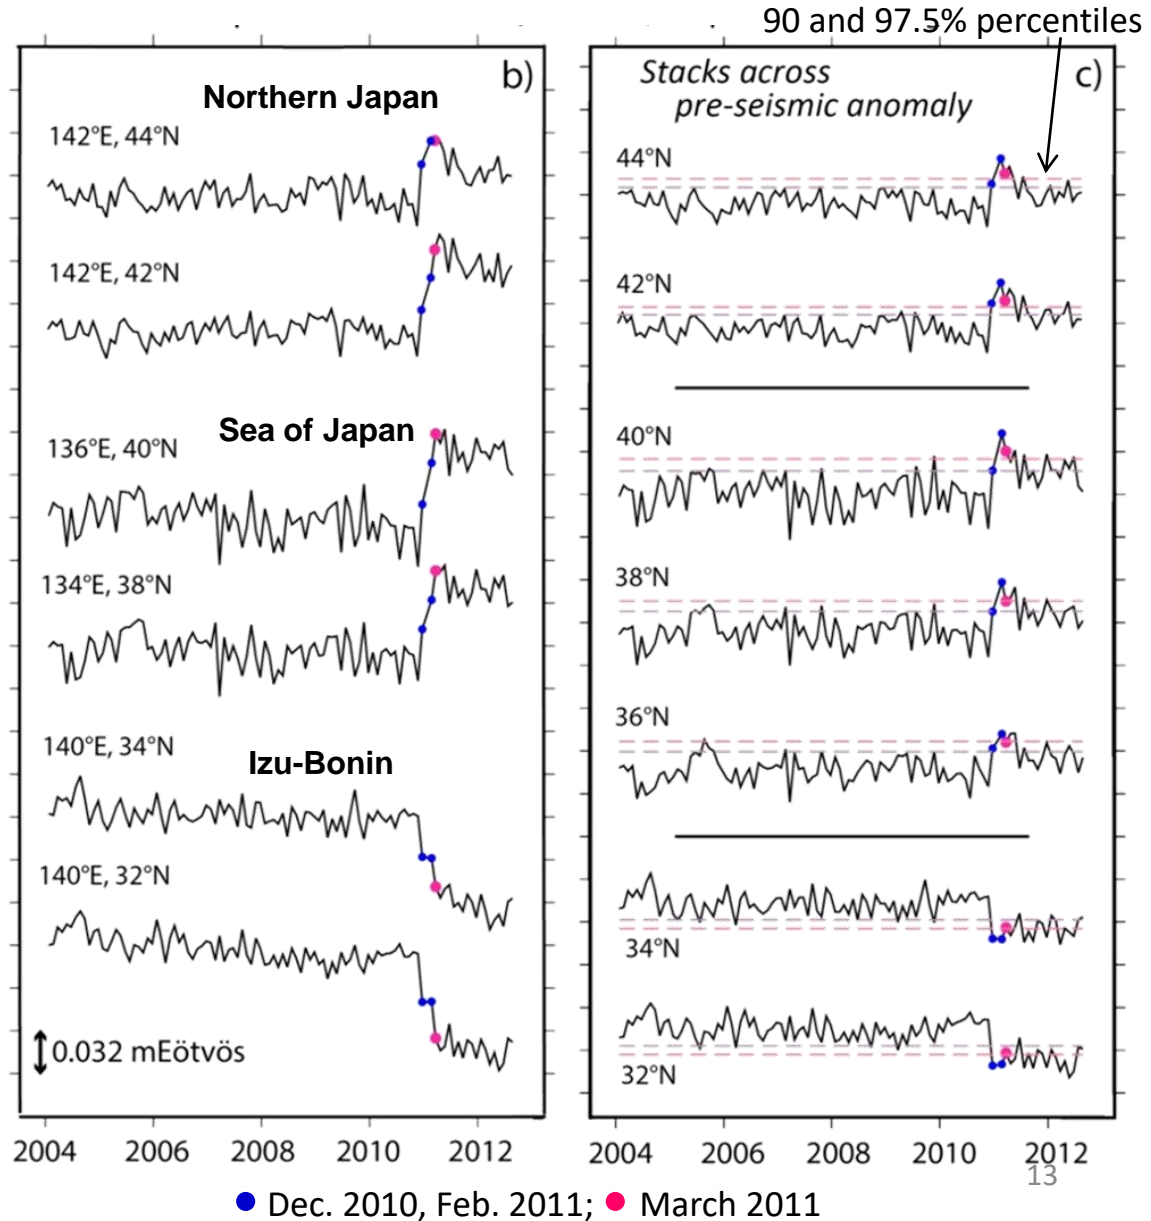 90 and 97.5% percentiles
b)
Northern Japan
142°E, 44°N
142°E, 42°N
Sea of Japan
136°E, 40°N
134°E, 38°N
140°E, 34°N
Izu-Bonin
140°E, 32°N
0.032 mEötvös
2004 2006 2008 2010 2012
c)
Stacks across
pre-seismic anomaly
44°N
42°N
40°N
38°N
36°N
34°N
32°N
2004 2006 2008 2010 2012
13
Dec. 2010, Feb. 2011; March 2011